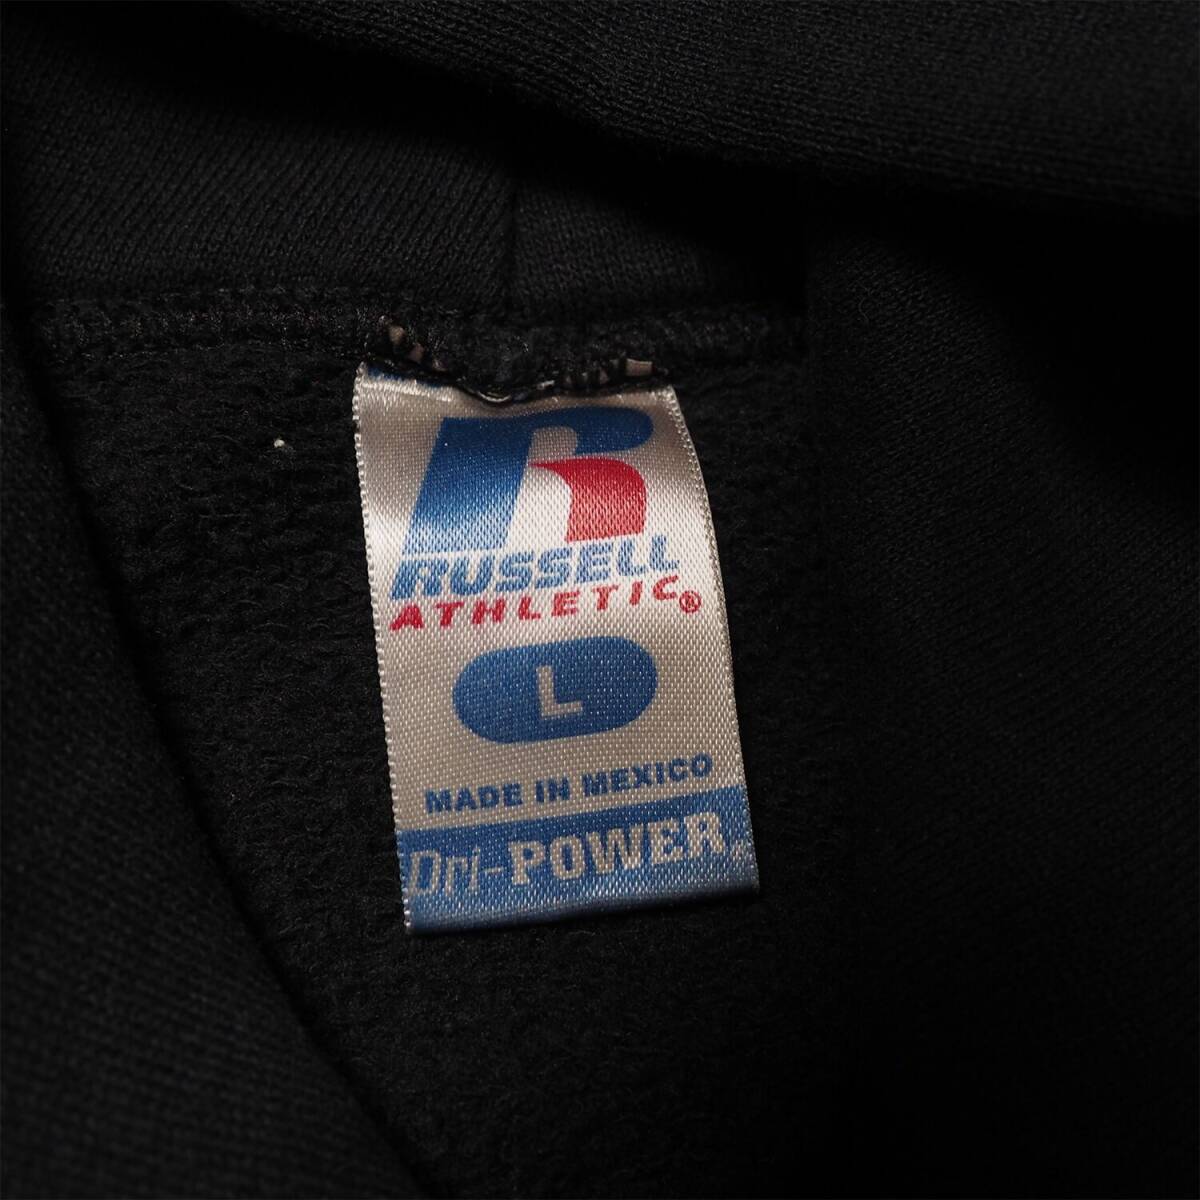 R
RUSSELL
ATHLETIC®
L
MADE IN MEXICO
Dri-POWER